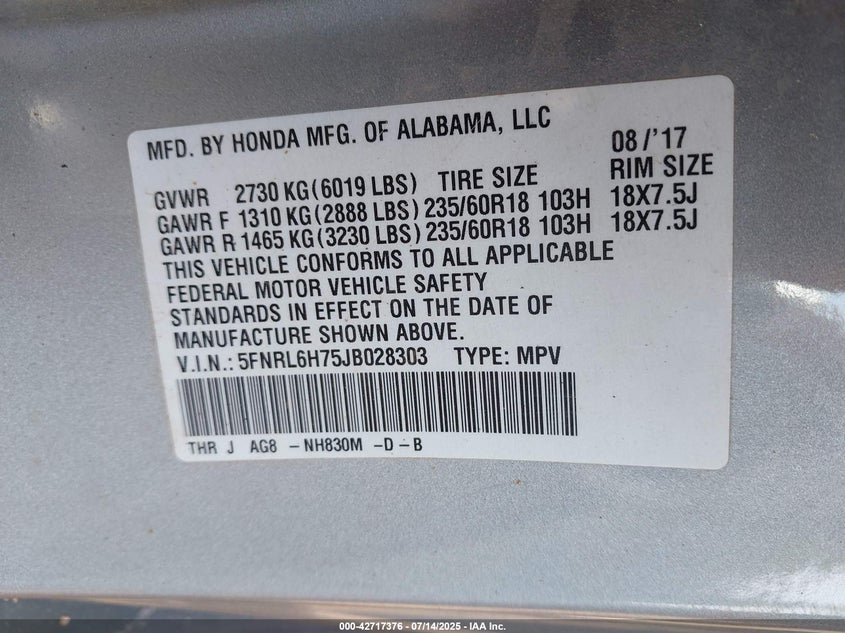 MFD. BY HONDA MFG. OF ALABAMA, LLC 08/'17
GVWR 2730 KG(6019 LBS) TIRE SIZE RIM SIZE
GAWR F 1310 KG(2888 LBS) 235/60R18 103H 18X7.5J
GAWR R 1465 KG(3230 LBS) 235/60R18 103H 18X7.5J
THIS VEHICLE CONFORMS TO ALL APPLICABLE
FEDERAL MOTOR VEHICLE SAFETY
STANDARDS IN EFFECT ON THE DATE OF
MANUFACTURE SHOWN ABOVE.
V.I.N.: 5FNRL6H75JB028303 TYPE: MPV
THR J AG8 - NH830M - D - B
000-42717376 - 07/14/2025 - IAA Inc.